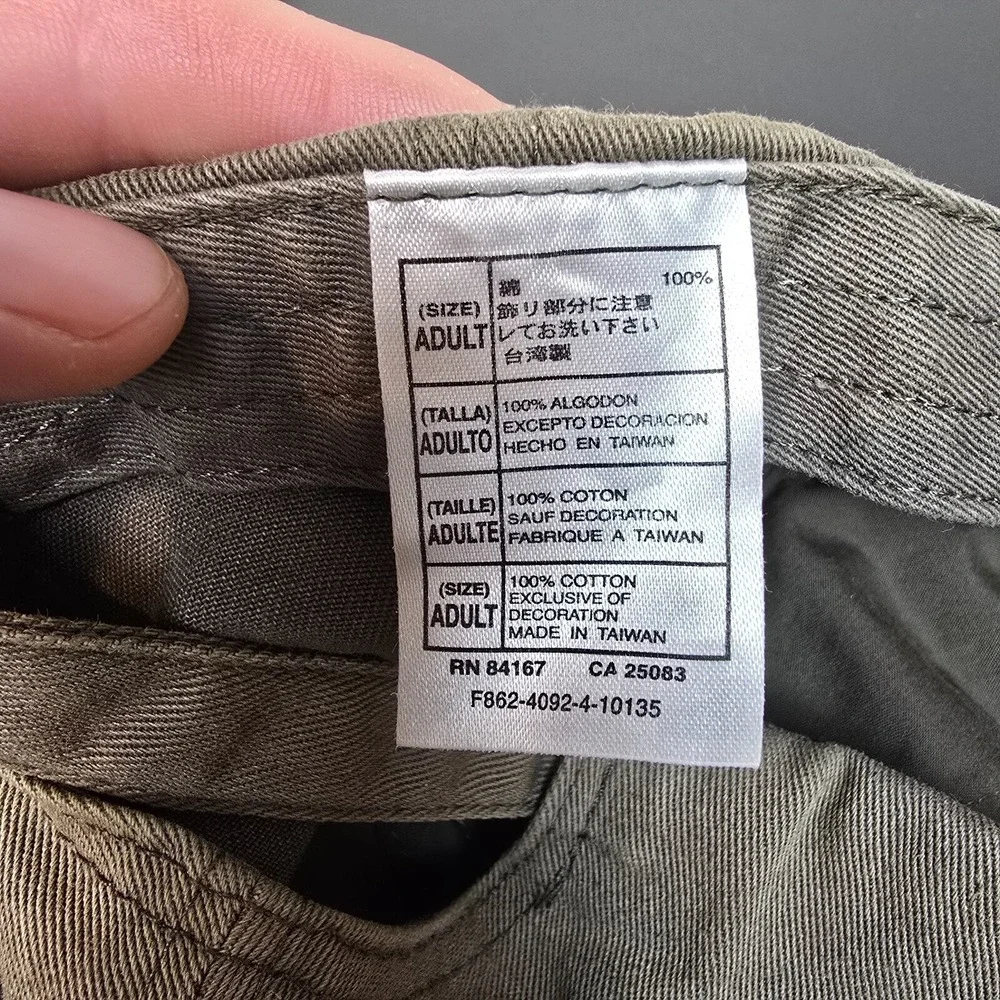 (SIZE)
ADULT
綿 100%
飾り部分に注意
してお洗い下さい
台湾製
(TALLA)
ADULTO
100% ALGODON
EXCEPTO DECORACION
HECHO EN TAIWAN
(TAILLE)
ADULTE
100% COTON
SAUF DECORATION
FABRIQUE A TAIWAN
(SIZE)
ADULT
100% COTTON
EXCLUSIVE OF
DECORATION
MADE IN TAIWAN
RN 84167 CA 25083
F862-4092-4-10135